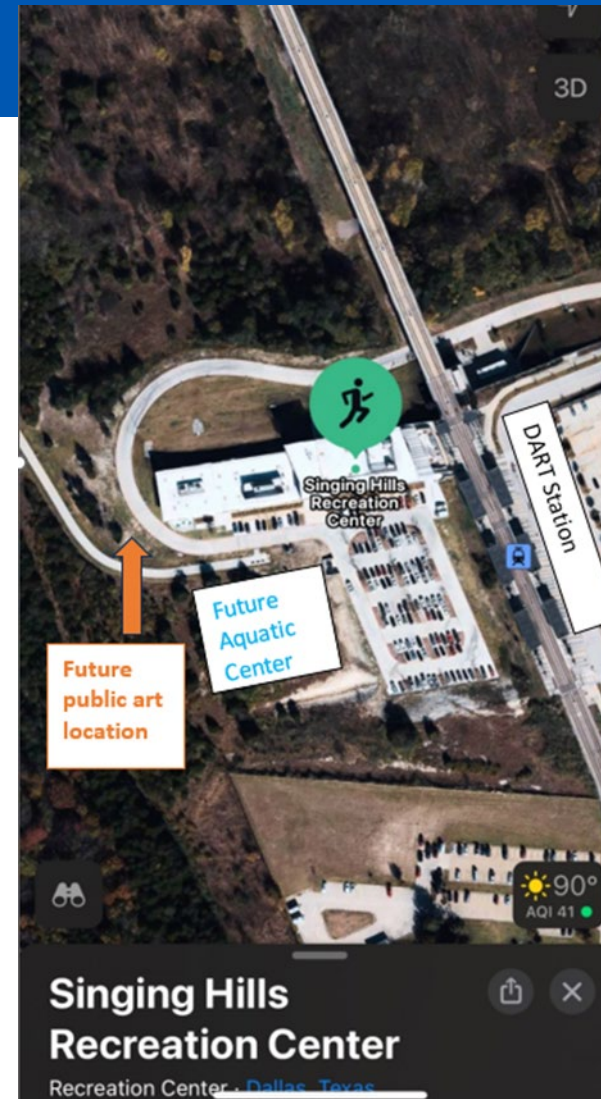 3D
Singing Hills
Recreation
Center
DART Station
Future
Aquatic
Center
Future
public art
location
90°
AQI 41
Singing Hills
Recreation Center
Recreation Center · Dallas, Texas